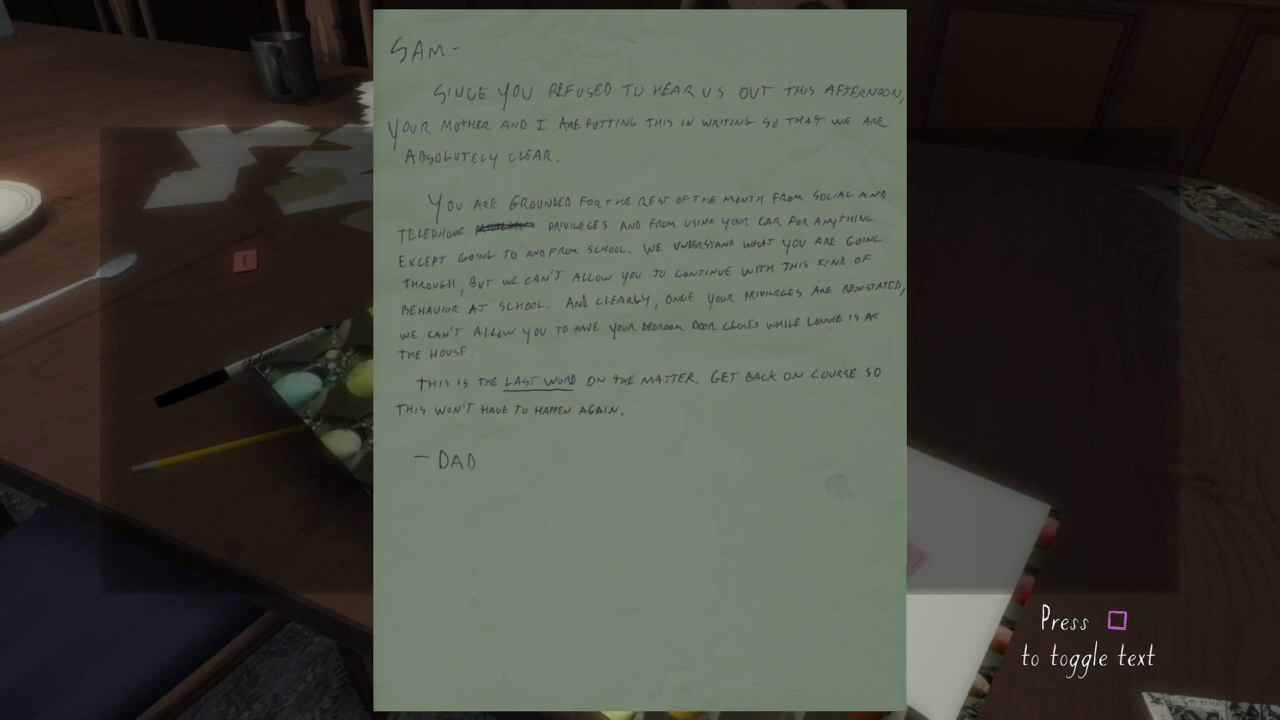 SAM-
SINCE YOU REFUSED TO HEAR US OUT THIS AFTERNOON,
YOUR MOTHER AND I ARE PUTTING THIS IN WRITING SO THAT WE ARE
ABSOLUTELY CLEAR.
YOU ARE GROUNDED FOR THE REST OF THE MONTH FROM SOCIAL AND
TELEPHONE PRIVILEGES AND FROM USING YOUR CAR FOR ANYTHING
EXCEPT GOING TO AND FROM SCHOOL. WE UNDERSTAND WHAT YOU ARE GOING
THROUGH, BUT WE CAN'T ALLOW YOU TO CONTINUE WITH THIS KIND OF
BEHAVIOR AT SCHOOL. AND CLEARLY, ONCE YOUR PRIVILEGES ARE REINSTATED,
WE CAN'T ALLOW YOU TO HAVE YOUR BEDROOM DOOR CLOSED WHILE LONNIE IS AT
THE HOUSE.
THIS IS THE LAST WORD ON THE MATTER. GET BACK ON COURSE SO
THIS WON'T HAVE TO HAPPEN AGAIN.
- DAD
Press
to toggle text